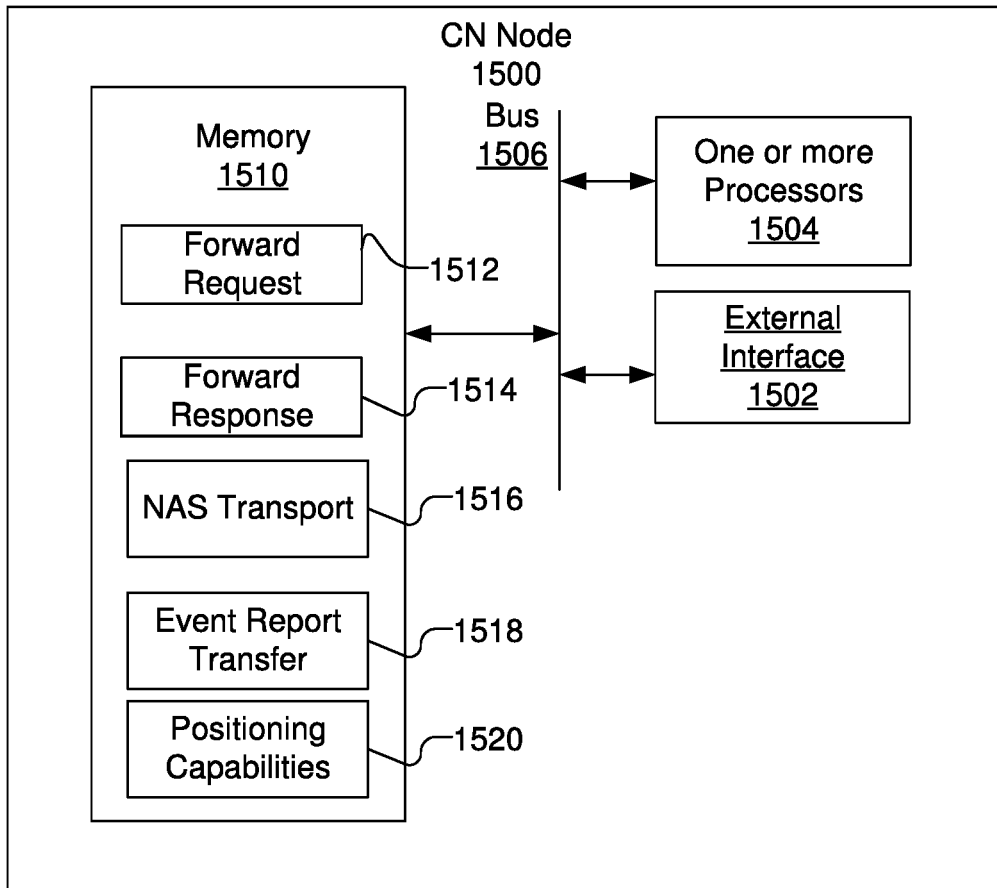 CN Node
1500
Bus
1506
Memory
1510
Forward
Request
1512
Forward
Response
1514
NAS Transport
1516
Event Report
Transfer
1518
Positioning
Capabilities
1520
One or more
Processors
1504
External
Interface
1502